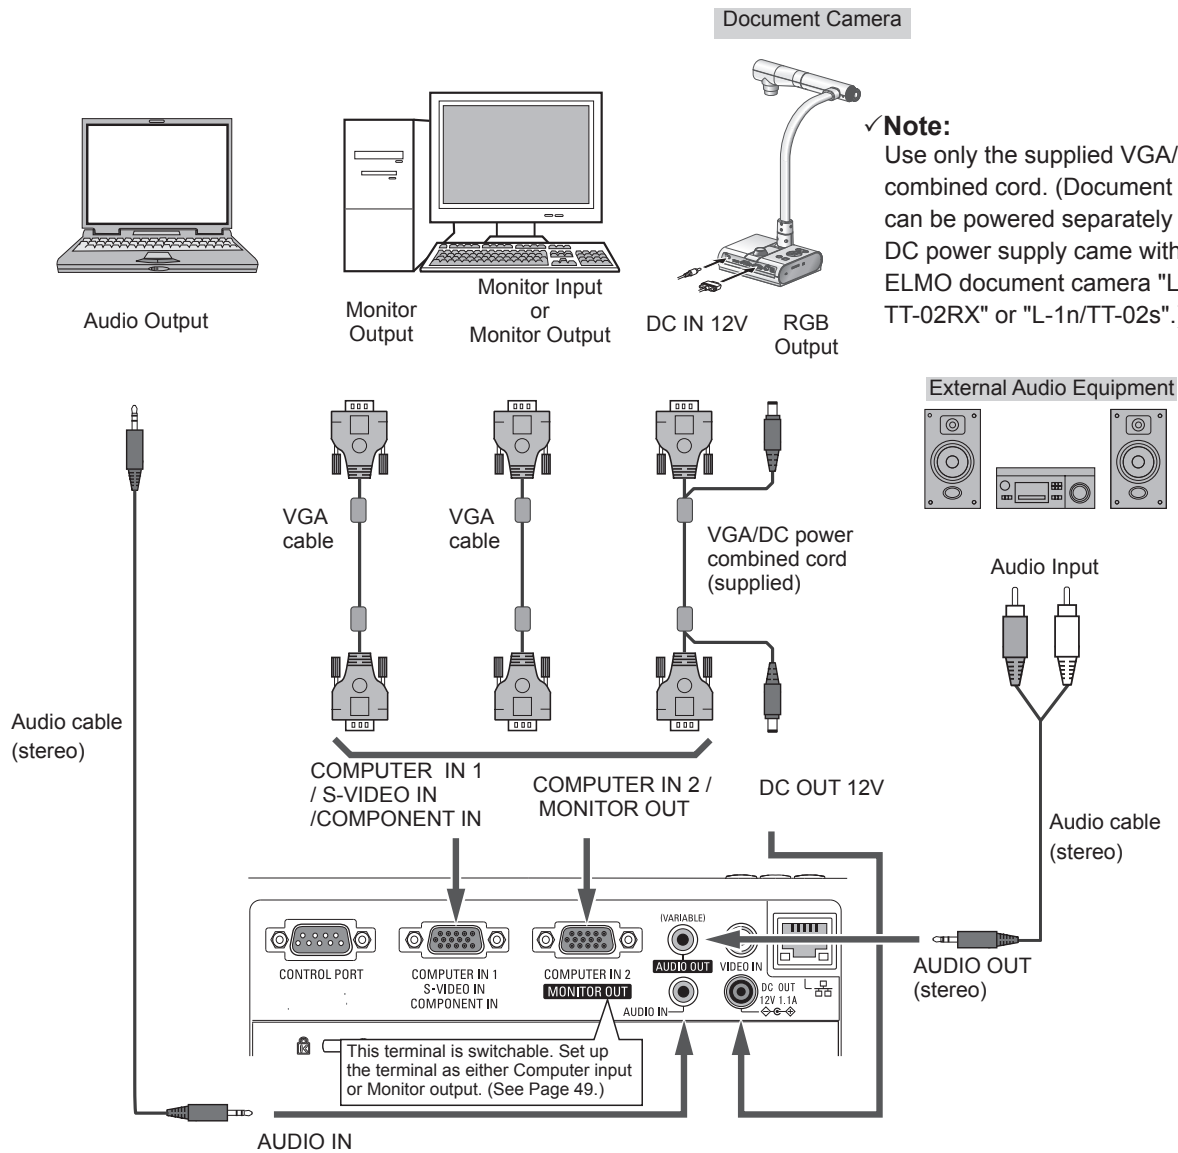 Document Camera
✓Note:
Use only the supplied VGA/
combined cord. (Document
can be powered separately
DC power supply came with
ELMO document camera "L
TT-02RX" or "L-1n/TT-02s".
Audio Output
Monitor
Output
Monitor Input
or
Monitor Output
DC IN 12V
RGB
Output
External Audio Equipment
VGA
cable
VGA
cable
VGA/DC power
combined cord
(supplied)
Audio Input
Audio cable
(stereo)
COMPUTER IN 1
/ S-VIDEO IN
/COMPONENT IN
COMPUTER IN 2 /
MONITOR OUT
DC OUT 12V
Audio cable
(stereo)
(VARIABLE)
CONTROL PORT
COMPUTER IN 1
S-VIDEO IN
COMPONENT IN
COMPUTER IN 2
MONITOR OUT
AUDIO OUT
VIDEO IN
AUDIO IN
DC OUT
12V 1.1A
AUDIO OUT
(stereo)
This terminal is switchable. Set up
the terminal as either Computer input
or Monitor output. (See Page 49.)
AUDIO IN